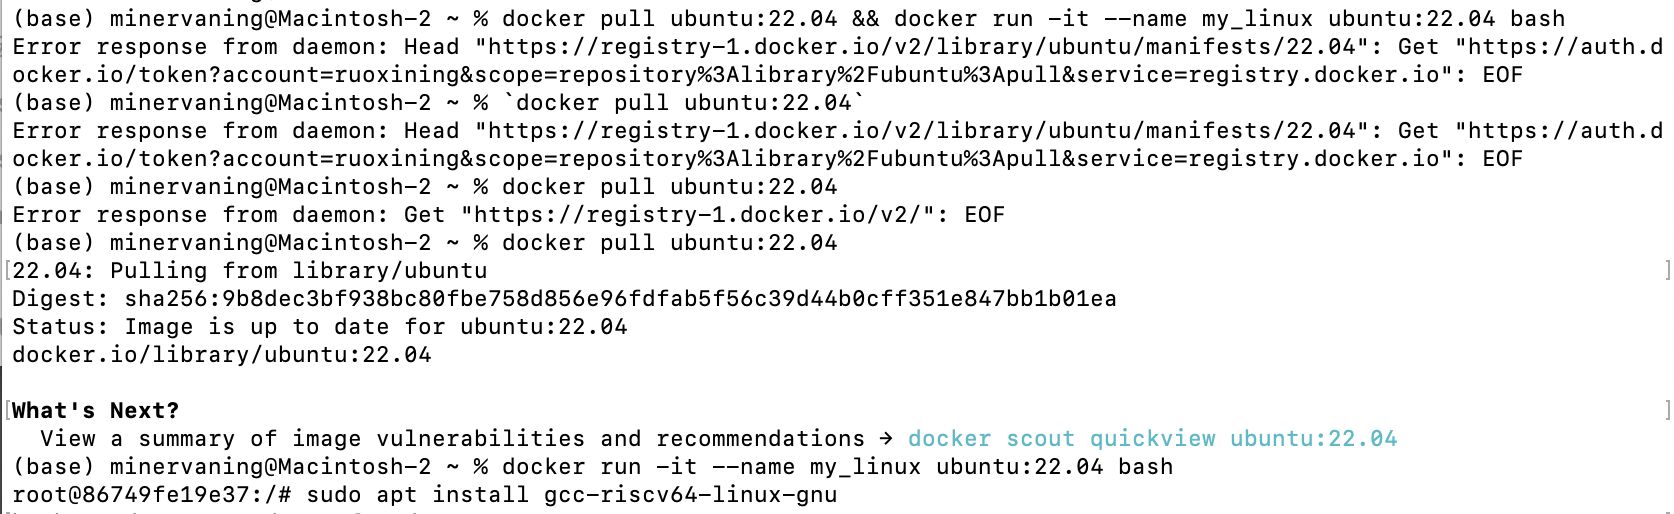 (base) minervaning@Macintosh-2 ~ % docker pull ubuntu:22.04 && docker run -it --name my_linux ubuntu:22.04 bash
Error response from daemon: Head "https://registry-1.docker.io/v2/library/ubuntu/manifests/22.04": Get "https://auth.d
ocker.io/token?account=ruoxining&scope=repository%3Alibrary%2Fubuntu%3Apull&service=registry.docker.io": EOF
(base) minervaning@Macintosh-2 ~ % `docker pull ubuntu:22.04`
Error response from daemon: Head "https://registry-1.docker.io/v2/library/ubuntu/manifests/22.04": Get "https://auth.d
ocker.io/token?account=ruoxining&scope=repository%3Alibrary%2Fubuntu%3Apull&service=registry.docker.io": EOF
(base) minervaning@Macintosh-2 ~ % docker pull ubuntu:22.04
Error response from daemon: Get "https://registry-1.docker.io/v2/": EOF
(base) minervaning@Macintosh-2 ~ % docker pull ubuntu:22.04
[22.04: Pulling from library/ubuntu ]
Digest: sha256:9b8dec3bf938bc80fbe758d856e96fdfab5f56c39d44b0cff351e847bb1b01ea
Status: Image is up to date for ubuntu:22.04
docker.io/library/ubuntu:22.04
[What's Next? ]
View a summary of image vulnerabilities and recommendations → docker scout quickview ubuntu:22.04
(base) minervaning@Macintosh-2 ~ % docker run -it --name my_linux ubuntu:22.04 bash
root@86749fe19e37:/# sudo apt install gcc-riscv64-linux-gnu